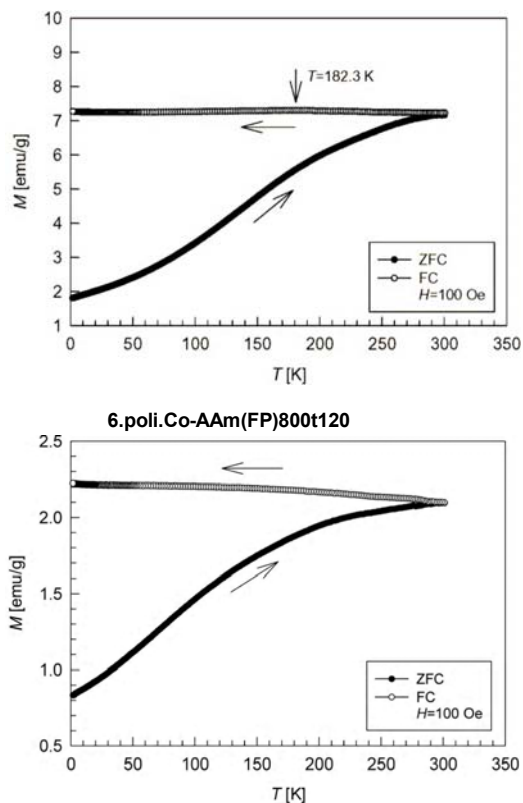 10
9
8
7
6
5
4
3
2
1
M [emu/g]
T=182.3 K
ZFC
FC
H=100 Oe
0 50 100 150 200 250 300 350
T [K]
6.poli.Co-AAm(FP)800t120
2.5
2.0
1.5
1.0
0.5
M [emu/g]
ZFC
FC
H=100 Oe
0 50 100 150 200 250 300 350
T [K]